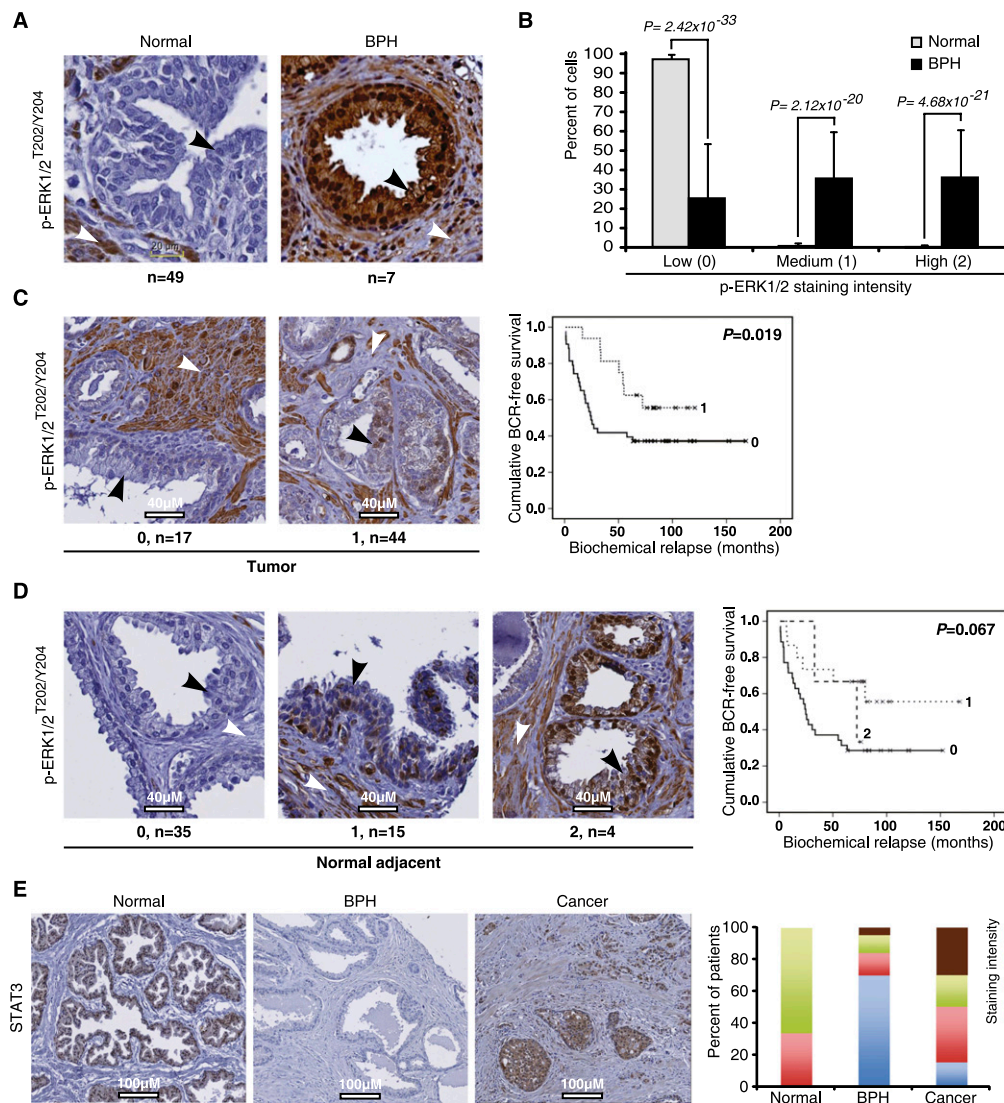 A
Normal
BPH
p-ERK1/2 T202/Y204
20 µm
n=49
n=7
B
P= 2.42x10-33
Normal
BPH
P= 2.12x10-20
P= 4.68x10-21
Percent of cells
100
90
80
70
60
50
40
30
20
10
0
Low (0)
Medium (1)
High (2)
p-ERK1/2 staining intensity
C
p-ERK1/2 T202/Y204
40µM
40µM
0, n=17
1, n=44
Tumor
Cumulative BCR-free survival
1.0
0.8
0.6
0.4
0.2
0.0
P=0.019
1
0
0
50
100
150
200
Biochemical relapse (months)
D
p-ERK1/2 T202/Y204
40µM
40µM
40µM
0, n=35
1, n=15
2, n=4
Normal adjacent
Cumulative BCR-free survival
1.0
0.8
0.6
0.4
0.2
0.0
P=0.067
1
2
0
0
50
100
150
200
Biochemical relapse (months)
E
Normal
BPH
Cancer
STAT3
100µM
100µM
100µM
Percent of patients
100
80
60
40
20
0
Normal
BPH
Cancer
Staining intensity